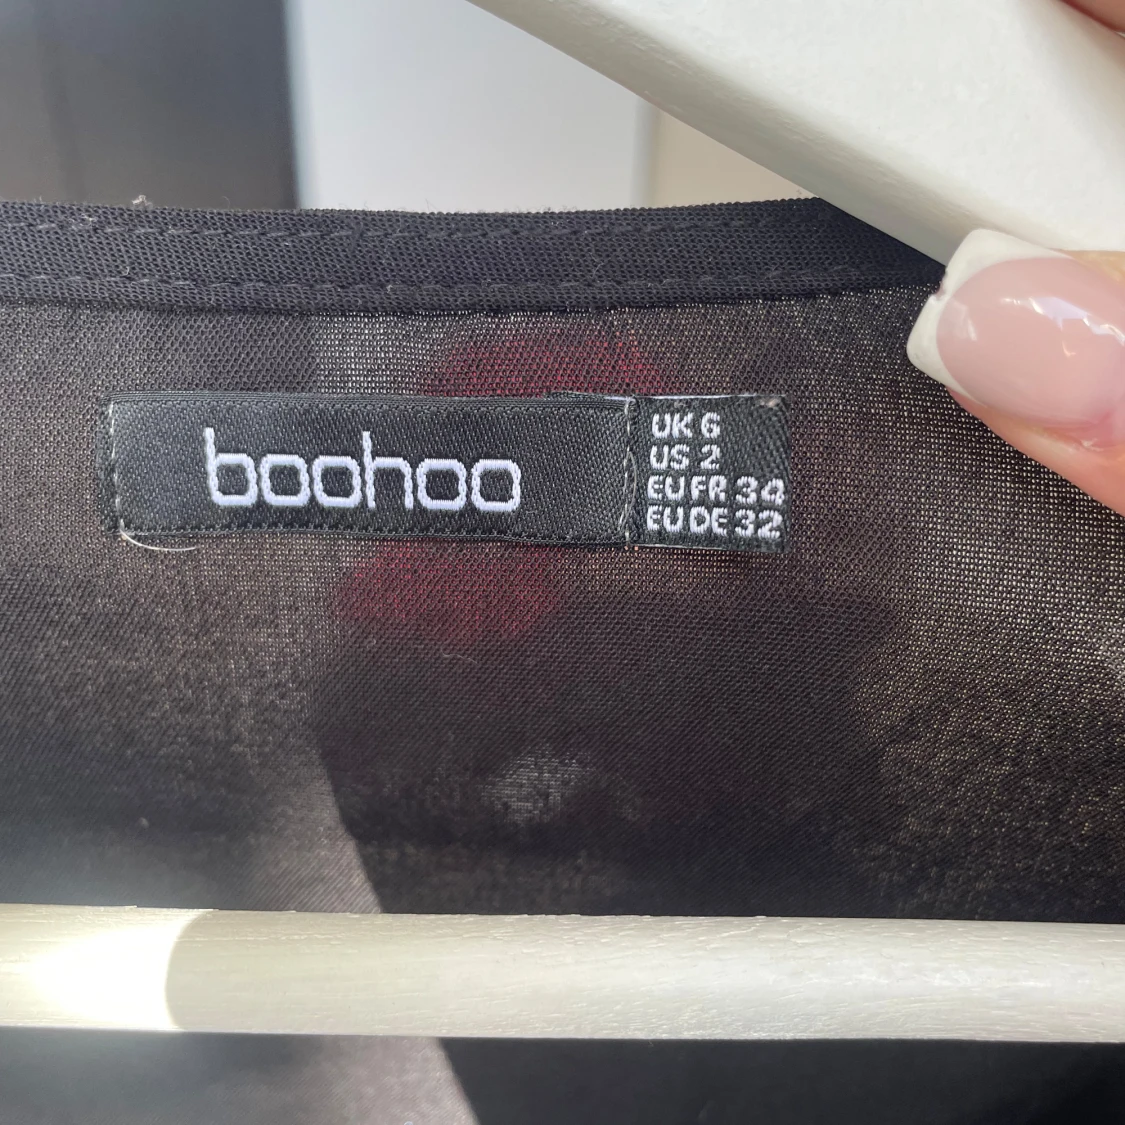 boohoo
UK 6
US 2
EU FR 34
EU DE 32